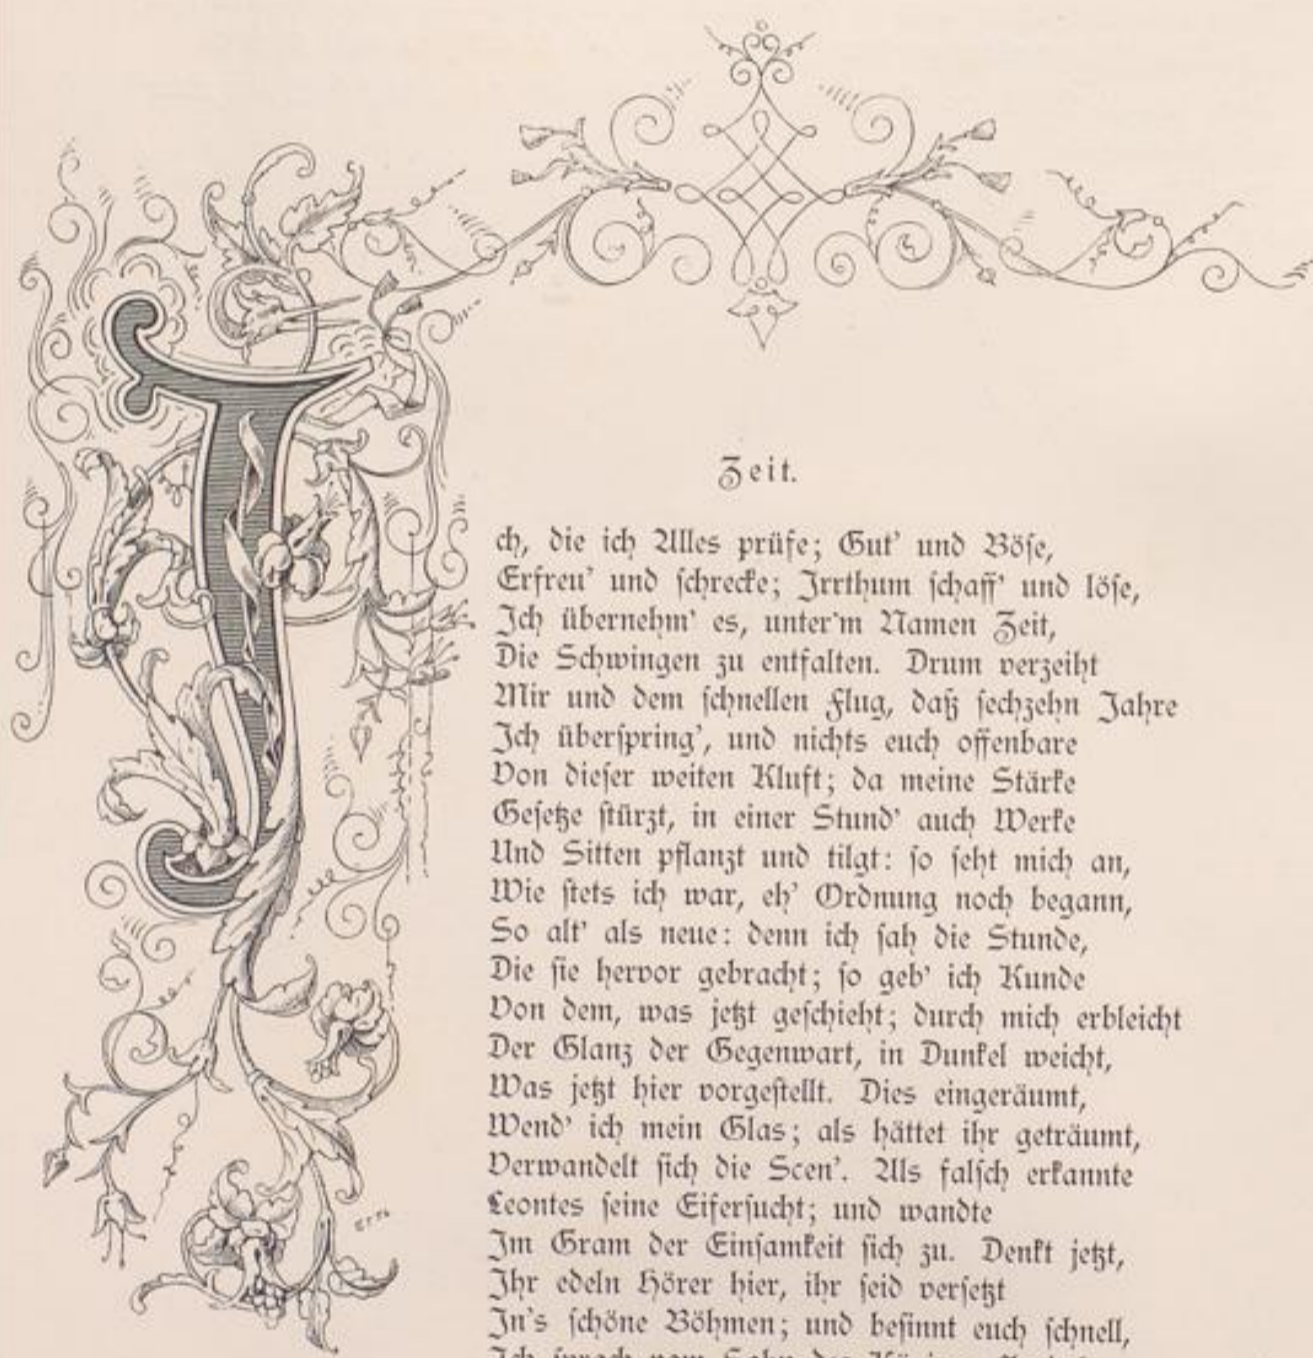 Zeit.
Ich, die ich Alles prüfe; Gut' und Böse,
Erfreu' und schrecke; Irrthum schaff' und löse,
Ich übernehm' es, unter'm Namen Zeit,
Die Schwingen zu entfalten. Drum verzeiht
Mir und dem schnellen Flug, daß sechzehn Jahre
Ich überspring', und nichts euch offenbare
Von dieser weiten Kluft; da meine Stärke
Gesetze stürzt, in einer Stund' auch Werke
Und Sitten pflanzt und tilgt: so seht mich an,
Wie stets ich war, eh' Ordnung noch begann,
So alt' als neue: denn ich sah die Stunde,
Die sie hervor gebracht; so geb' ich Kunde
Von dem, was jetzt geschieht; durch mich erbleicht
Der Glanz der Gegenwart, in Dunkel weicht,
Was jetzt hier vorgestellt. Dies eingeräumt,
Wend' ich mein Glas; als hättet ihr geträumt,
Verwandelt sich die Scen'. Als falsch erkannte
Leontes seine Eifersucht; und wandte
Im Gram der Einsamkeit sich zu. Denkt jetzt,
Ihr edeln Hörer hier, ihr seid versetzt
In's schöne Böhmen; und besinnt euch schnell,